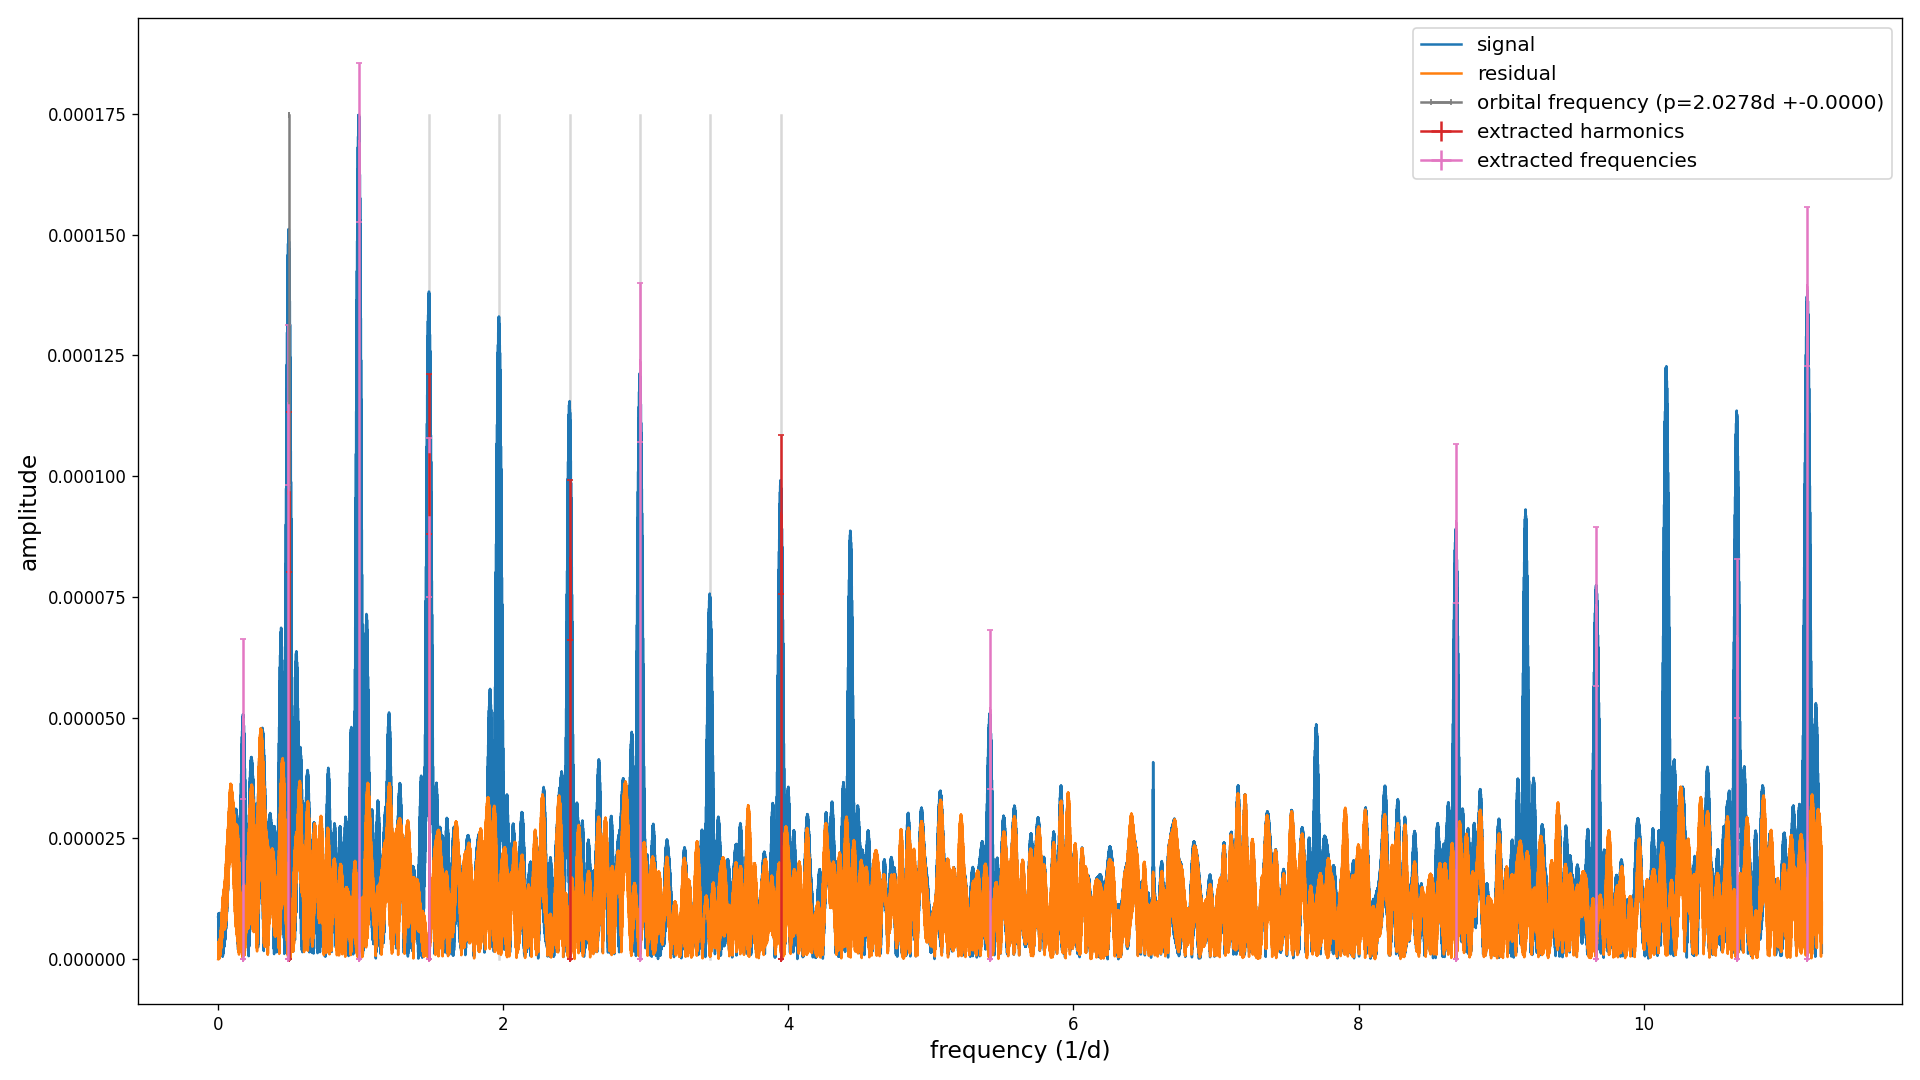 signal
residual
orbital frequency (p=2.0278d +-0.0000)
extracted harmonics
extracted frequencies
0.000175
0.000150
0.000125
0.000100
0.000075
0.000050
0.000025
0.000000
amplitude
0 2 4 6 8 10
frequency (1/d)